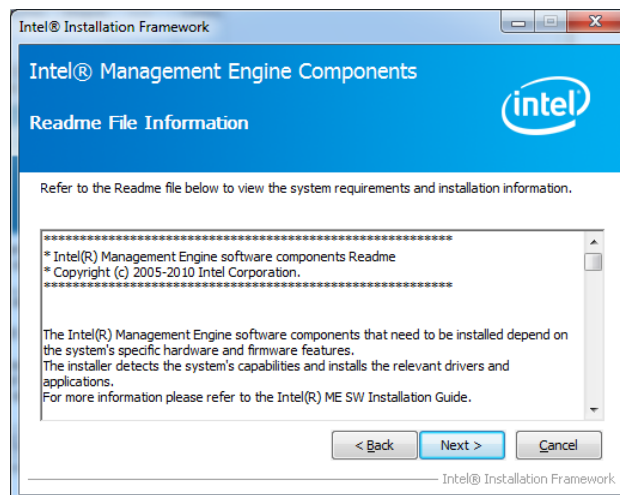 Intel® Installation Framework
Intel® Management Engine Components
Readme File Information
intel
Refer to the Readme file below to view the system requirements and installation information.
*********************************************************
* Intel(R) Management Engine software components Readme
* Copyright (c) 2005-2010 Intel Corporation.
*********************************************************
The Intel(R) Management Engine software components that need to be installed depend on
the system's specific hardware and firmware features.
The installer detects the system's capabilities and installs the relevant drivers and
applications.
For more information please refer to the Intel(R) ME SW Installation Guide.
< Back
Next >
Cancel
Intel® Installation Framework